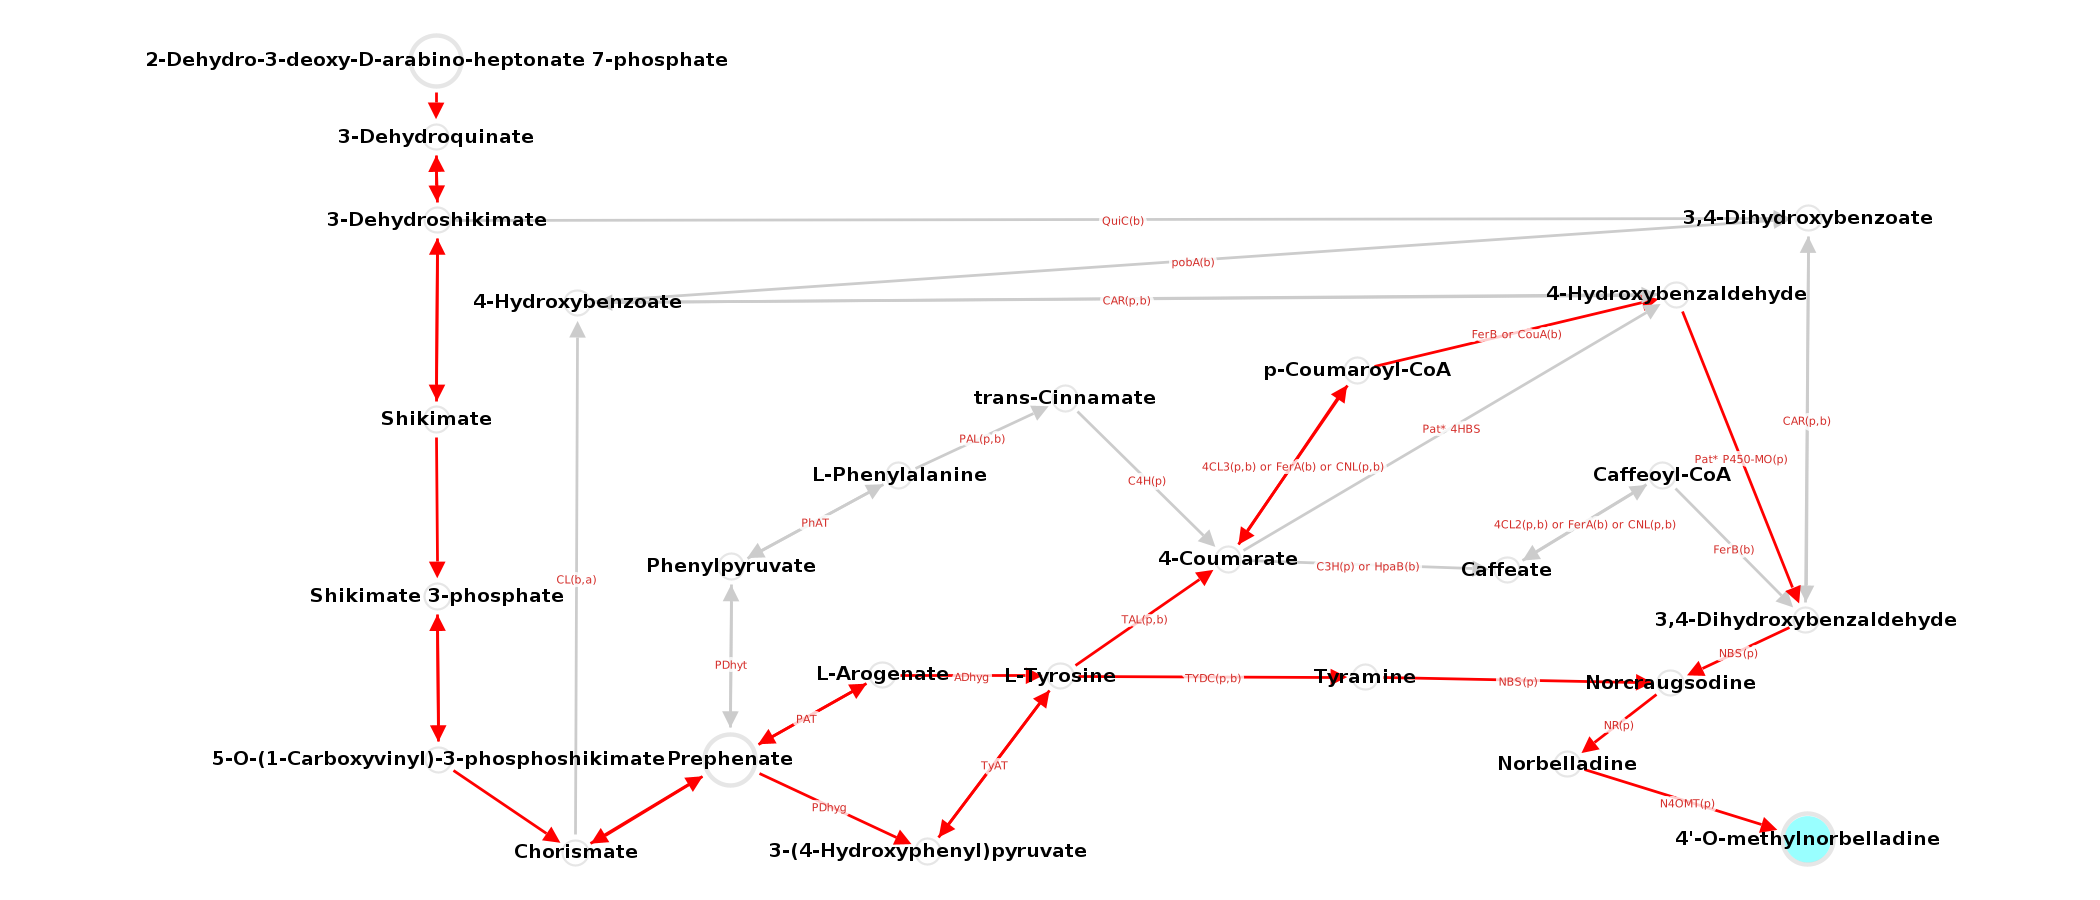 2-Dehydro-3-deoxy-D-arabino-heptonate 7-phosphate
3-Dehydroquinate
3-Dehydroshikimate
QuiC(b)
3,4-Dihydroxybenzoate
pobA(b)
4-Hydroxybenzoate
CAR(p,b)
4-Hydroxybenzaldehyde
FerB or CouA(b)
p-Coumaroyl-CoA
trans-Cinnamate
Shikimate
CAR(p,b)
Pat* 4HBS
PAL(p,b)
Pat* P450-MO(p)
4CL3(p,b) or FerA(b) or CNL(p,b)
L-Phenylalanine
C4H(p)
Caffeoyl-CoA
PhAT
4CL2(p,b) or FerA(b) or CNL(p,b)
FerB(b)
4-Coumarate
Phenylpyruvate
C3H(p) or HpaB(b)
Caffeate
CL(b,a)
Shikimate 3-phosphate
TAL(p,b)
3,4-Dihydroxybenzaldehyde
NBS(p)
PDhyt
L-Arogenate
ADhyg
L-Tyrosine
TYDC(p,b)
Tyramine
NBS(p)
Norcraugsodine
PAT
NR(p)
5-O-(1-Carboxyvinyl)-3-phosphoshikimate
Prephenate
TyAT
Norbelladine
PDhyg
N4OMT(p)
4'-O-methylnorbelladine
Chorismate
3-(4-Hydroxyphenyl)pyruvate